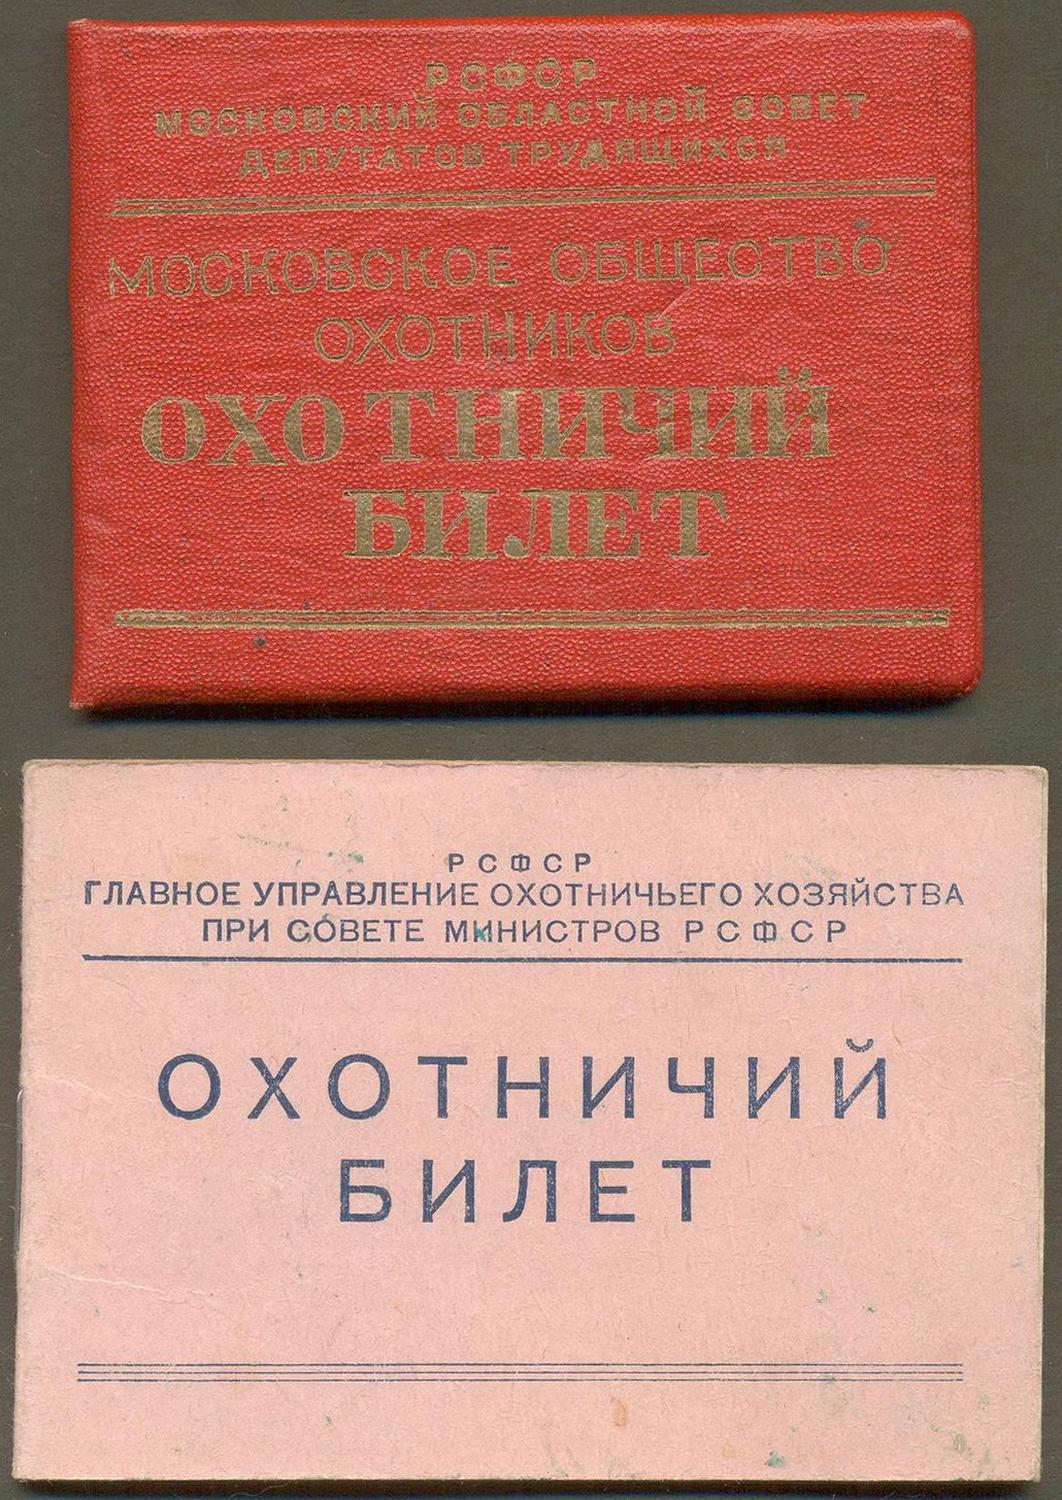 РСФСР
МОСКОВСКИЙ ОБЛАСТНОЙ СОВЕТ
ДЕПУТАТОВ ТРУДЯЩИХСЯ
МОСКОВСКОЕ ОБЩЕСТВО
ОХОТНИКОВ
ОХОТНИЧИЙ
БИЛЕТ
РСФСР
ГЛАВНОЕ УПРАВЛЕНИЕ ОХОТНИЧЬЕГО ХОЗЯЙСТВА
ПРИ СОВЕТЕ МИНИСТРОВ РСФСР
ОХОТНИЧИЙ
БИЛЕТ